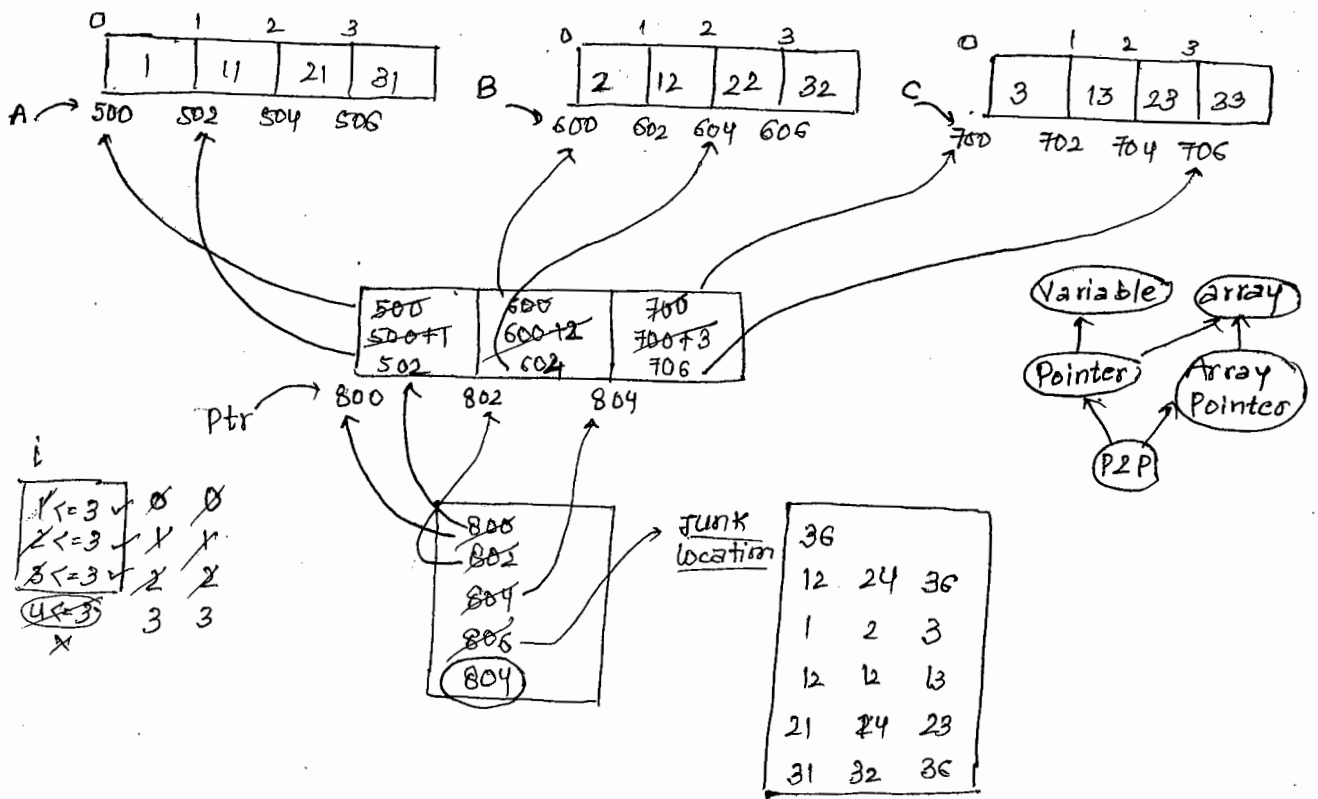 0 1 2 3
1 11 21 31
A 500 502 504 506
0 1 2 3
2 12 22 32
B 600 602 604 606
0 1 2 3
3 13 23 33
C 700 702 704 706
500 600 700
500+1 600+2 700+3
502 604 706
Ptr 800 802 804
Variable array
Pointer Array Pointer
P2P
i
1<=3 ✓ 0 0
2<=3 ✓ 1 1
3<=3 ✓ 2 2
4<=3 3 3
x
800
802
804
806
804
Junk
location
36
12 24 36
1 2 3
12 12 13
21 24 23
31 32 36